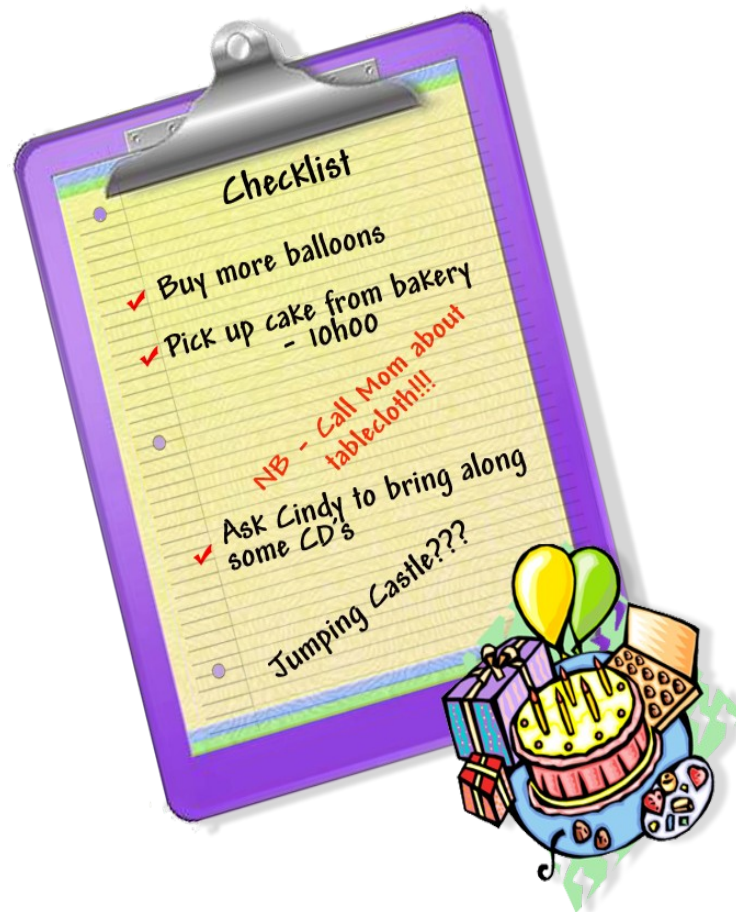 Checklist
Buy more balloons
Pick up cake from bakery
- 10h00
NB - Call Mom about
tablecloth!!!
Ask Cindy to bring along
some CD's
Jumping Castle???